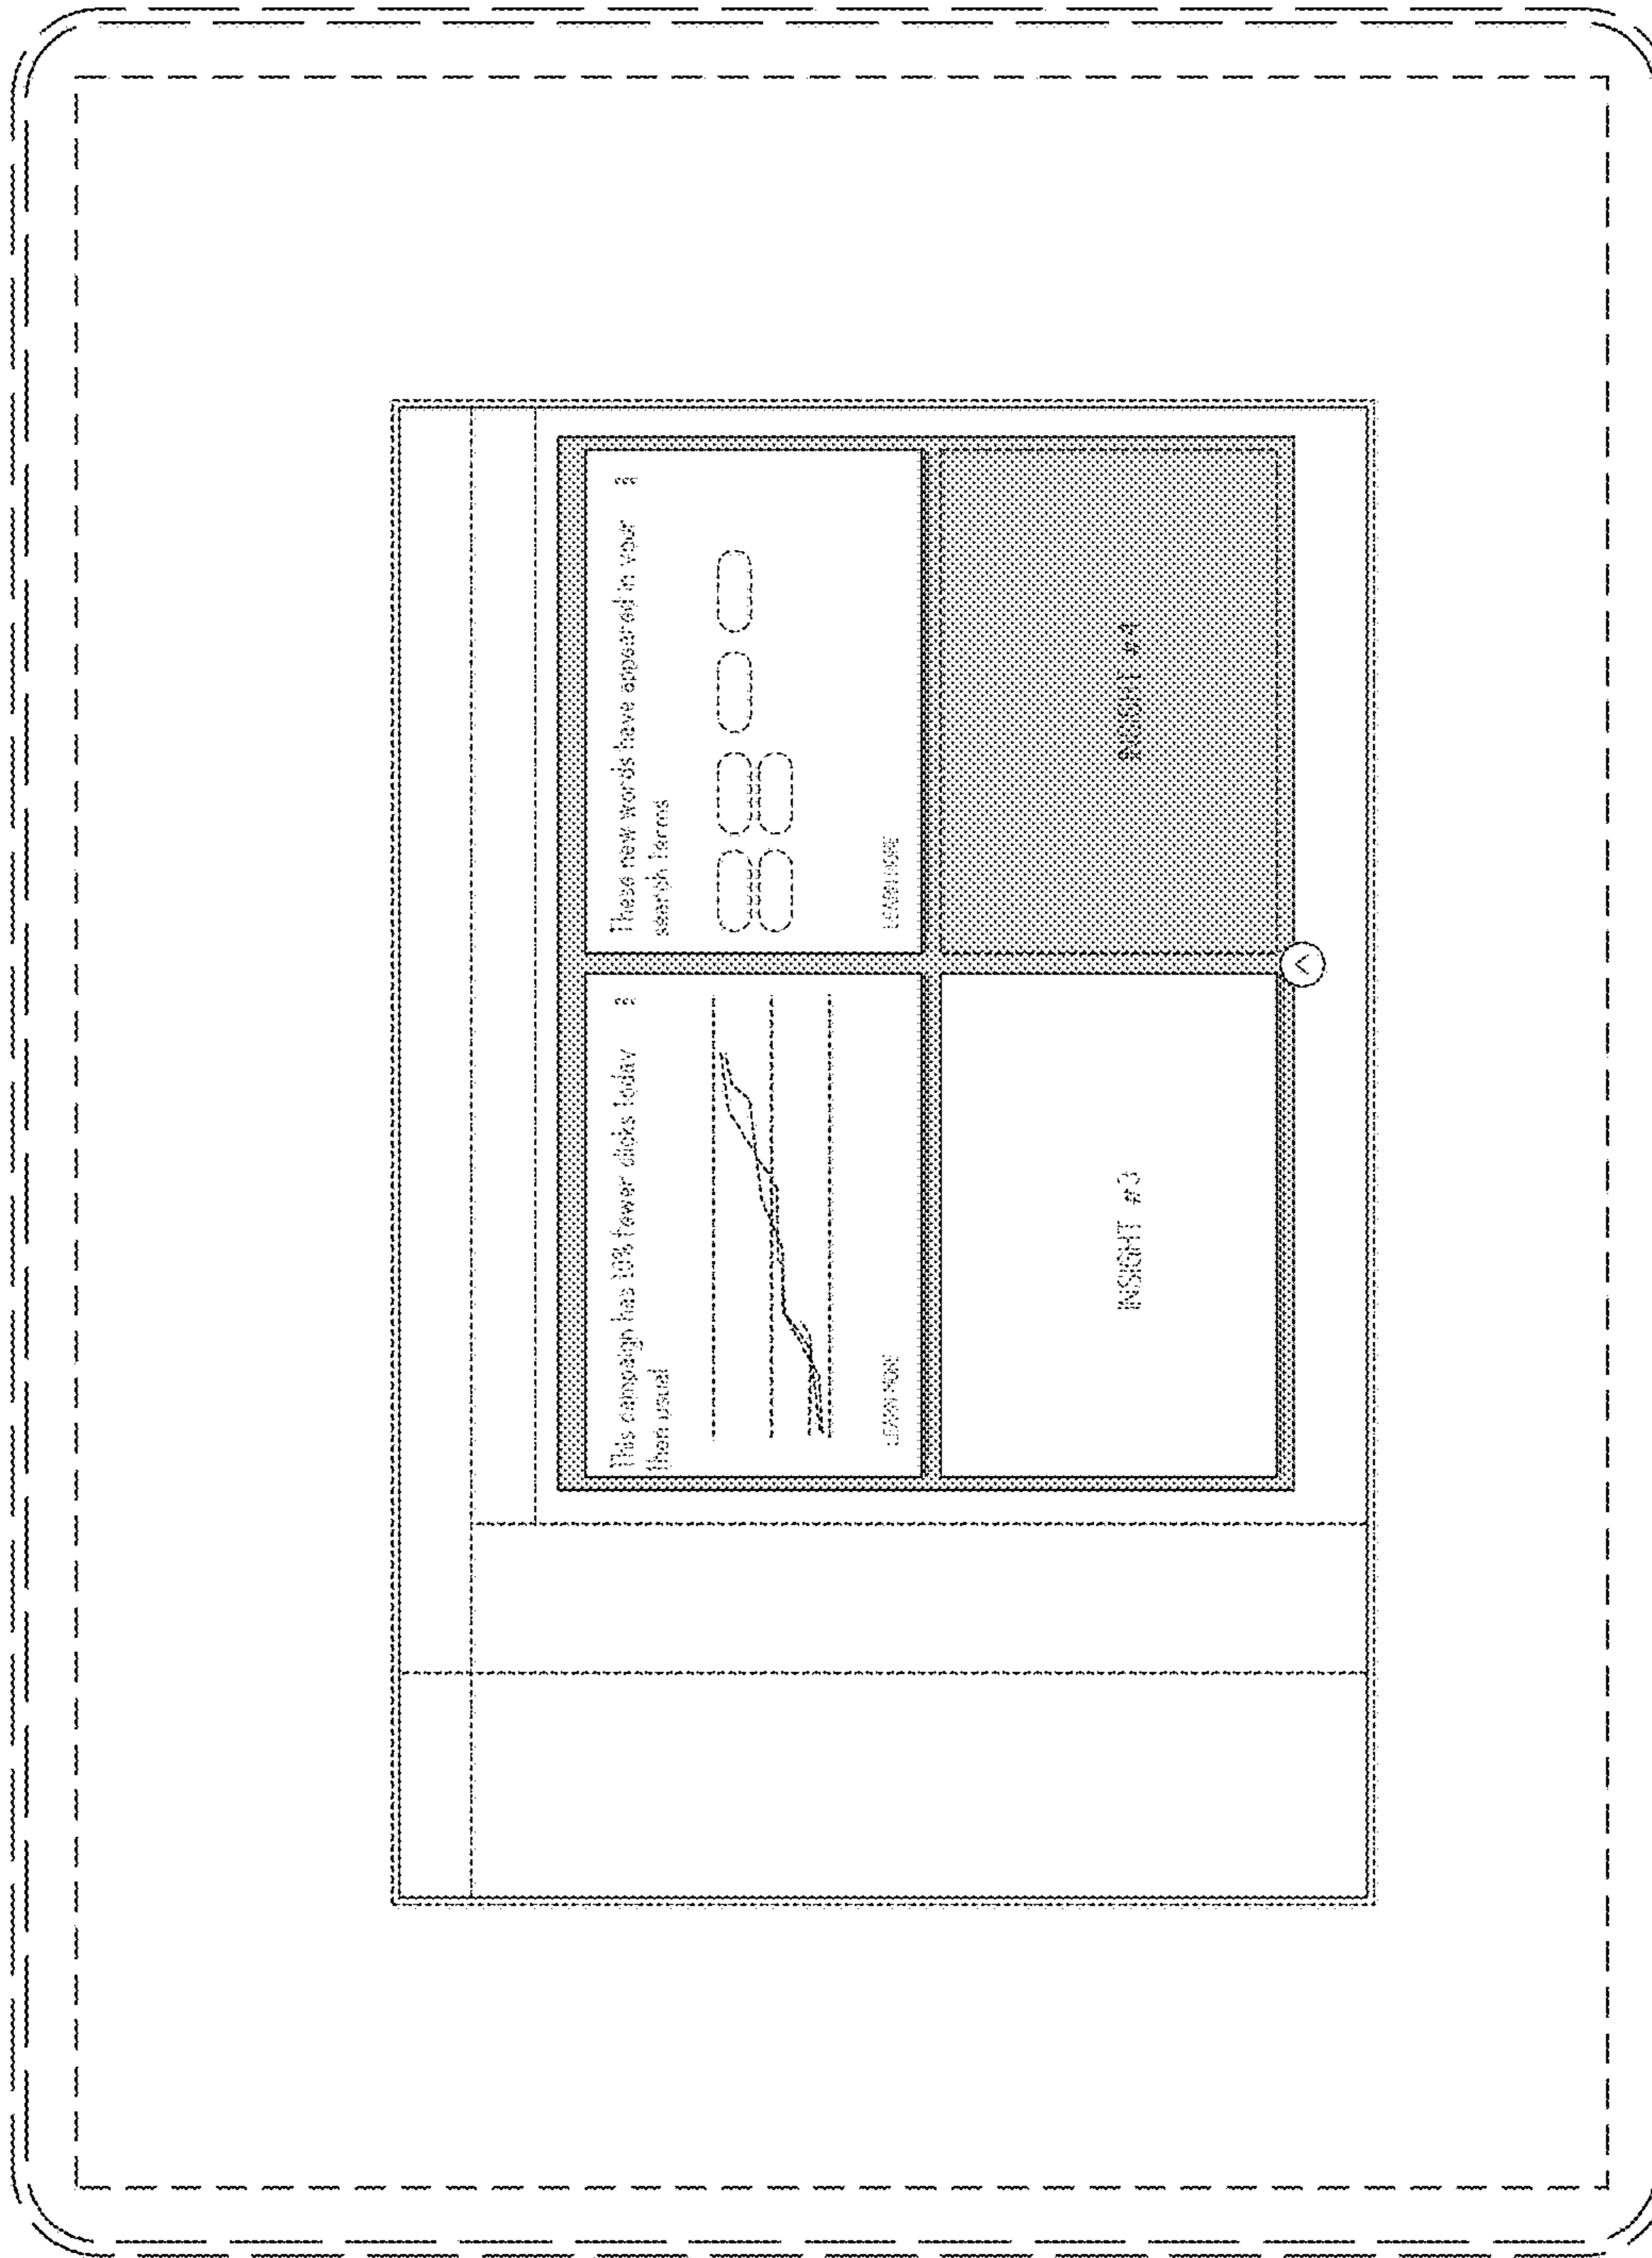 This campaign has 10% fewer clicks today
then usual
LEARN MORE
These new words have appeared in your
search terms
LEARN MORE
INSIGHT #3
INSIGHT #4